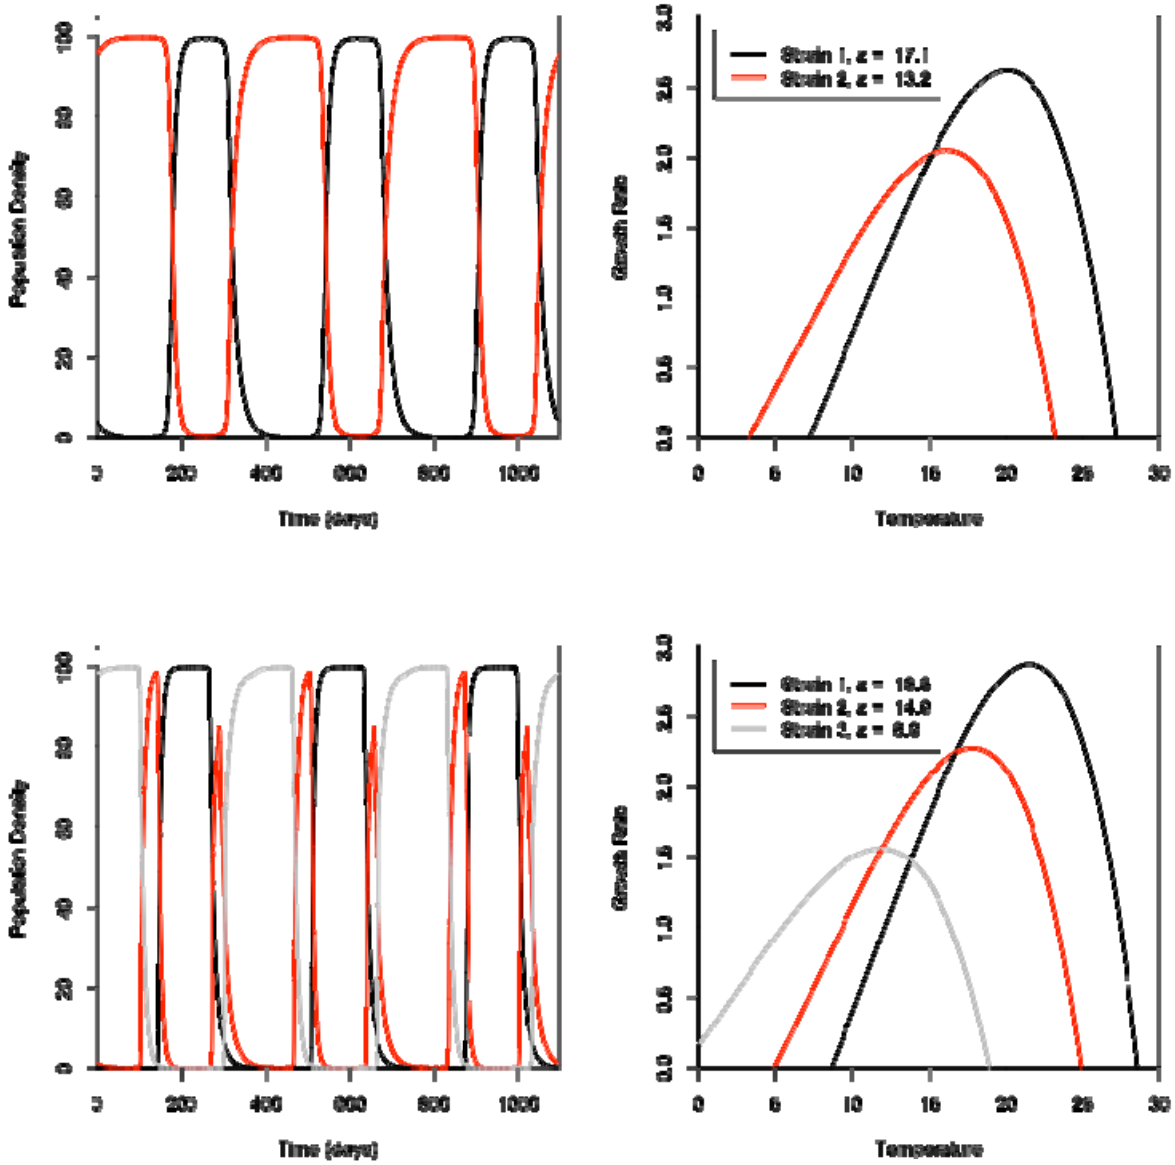 Population Density
0 20 40 60 80 100
0 200 400 600 800 1000
Time (days)
Growth Rate
0.0 0.5 1.0 1.5 2.0 2.5 3.0
Strain 1, z = 17.1
Strain 2, z = 13.2
0 5 10 15 20 25 30
Temperature
Population Density
0 20 40 60 80 100
0 200 400 600 800 1000
Time (days)
Growth Rate
0.0 0.5 1.0 1.5 2.0 2.5 3.0
Strain 1, z =
Strain 2, z =
Strain 3, z =
0 5 10 15 20 25 30
Temperature